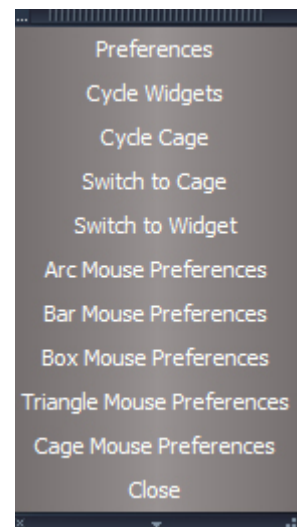 ...
Preferences
Cycle Widgets
Cycle Cage
Switch to Cage
Switch to Widget
Arc Mouse Preferences
Bar Mouse Preferences
Box Mouse Preferences
Triangle Mouse Preferences
Cage Mouse Preferences
Close